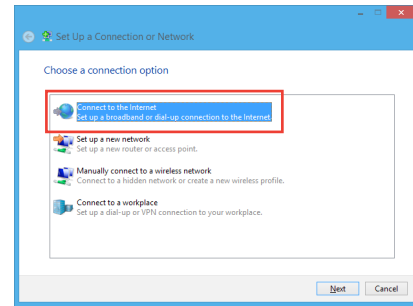 Set Up a Connection or Network
Choose a connection option
Connect to the Internet
Set up a broadband or dial-up connection to the Internet.
Set up a new network
Set up a new router or access point.
Manually connect to a wireless network
Connect to a hidden network or create a new wireless profile.
Connect to a workplace
Set up a dial-up or VPN connection to your workplace.
Next Cancel